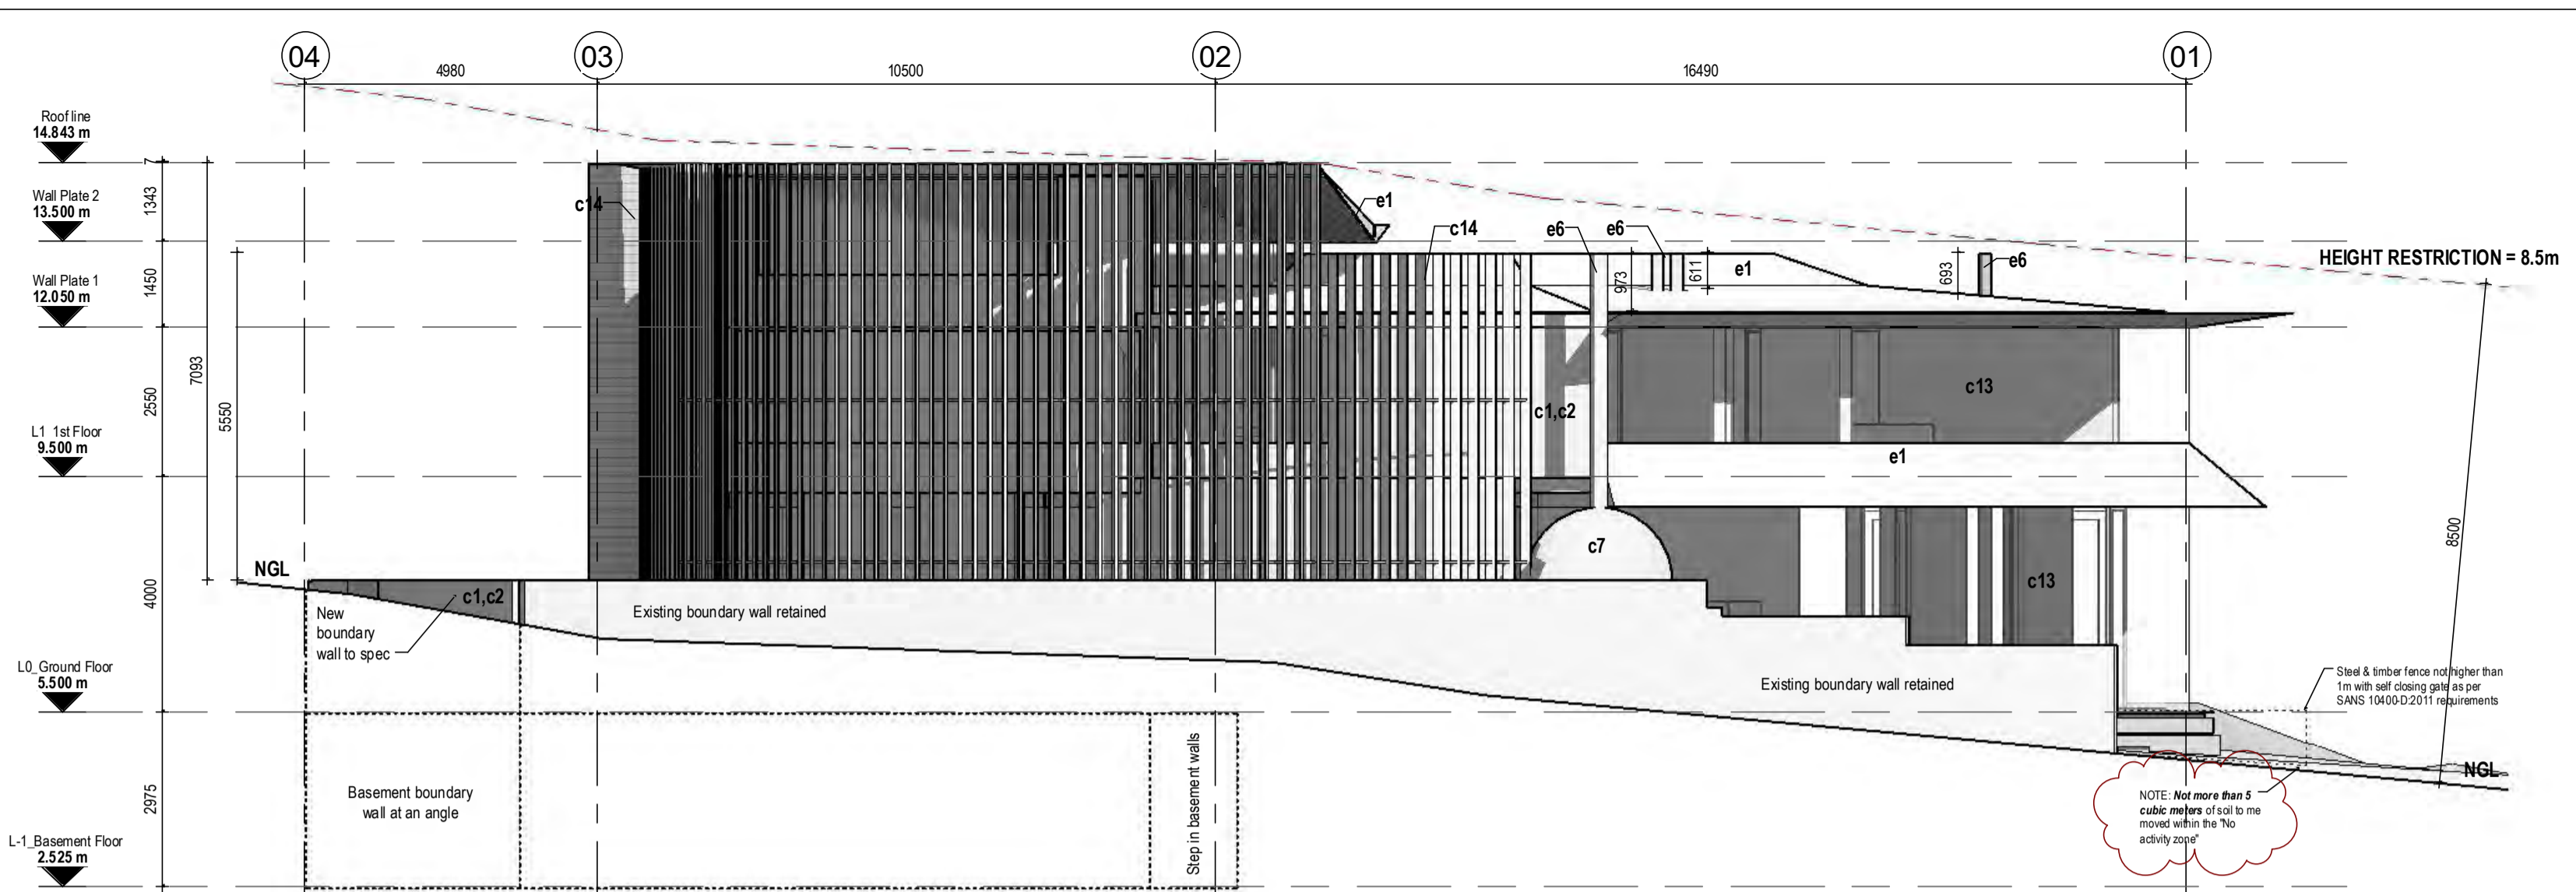 04
03
02
01
4980
10500
16490
Roof line
14.843 m
7
1343
Wall Plate 2
13.500 m
1450
Wall Plate 1
12.050 m
7093
5550
2550
L1_1st Floor
9.500 m
4000
L0_Ground Floor
5.500 m
2975
L-1_Basement Floor
2.525 m
c14
e1
c14
e6
e6
973
611
e1
693
e6
HEIGHT RESTRICTION = 8.5m
c13
c1,c2
e1
8500
c7
c13
NGL
c1,c2
New
boundary
wall to spec
Existing boundary wall retained
Existing boundary wall retained
Steel & timber fence not higher than
1m with self closing gate as per
SANS 10400-D:2011 requirements
Basement boundary
wall at an angle
Step in basement walls
NGL
NOTE: Not more than 5
cubic meters of soil to me
moved within the "No
activity zone"